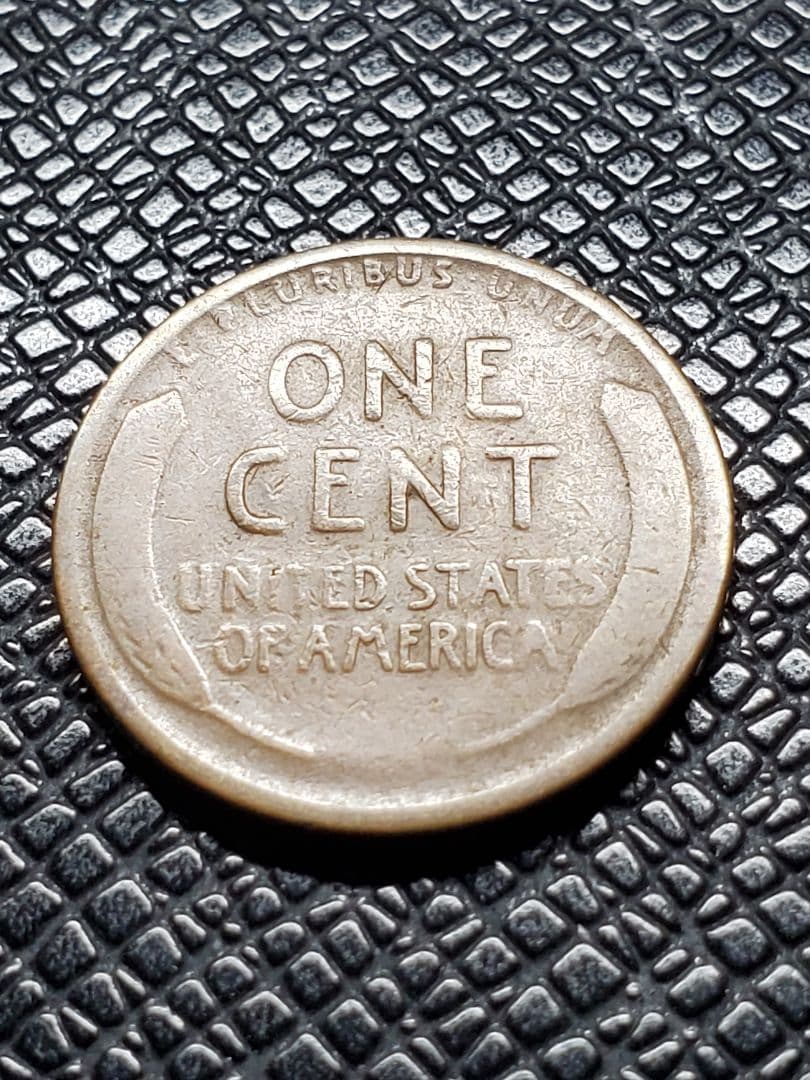 E PLURIBUS UNUM
ONE
CENT
UNITED STATES
OF AMERICA